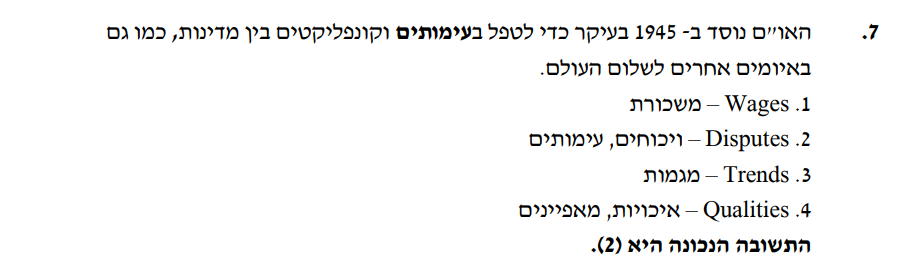 7. האו״ם נוסד ב- 1945 בעיקר כדי לטפל בעימותים וקונפליקטים בין מדינות, כמו גם
באיומים אחרים לשלום העולם.
1. Wages – משכורת
2. Disputes – ויכוחים, עימותים
3. Trends – מגמות
4. Qualities – איכויות, מאפיינים
התשובה הנכונה היא (2).